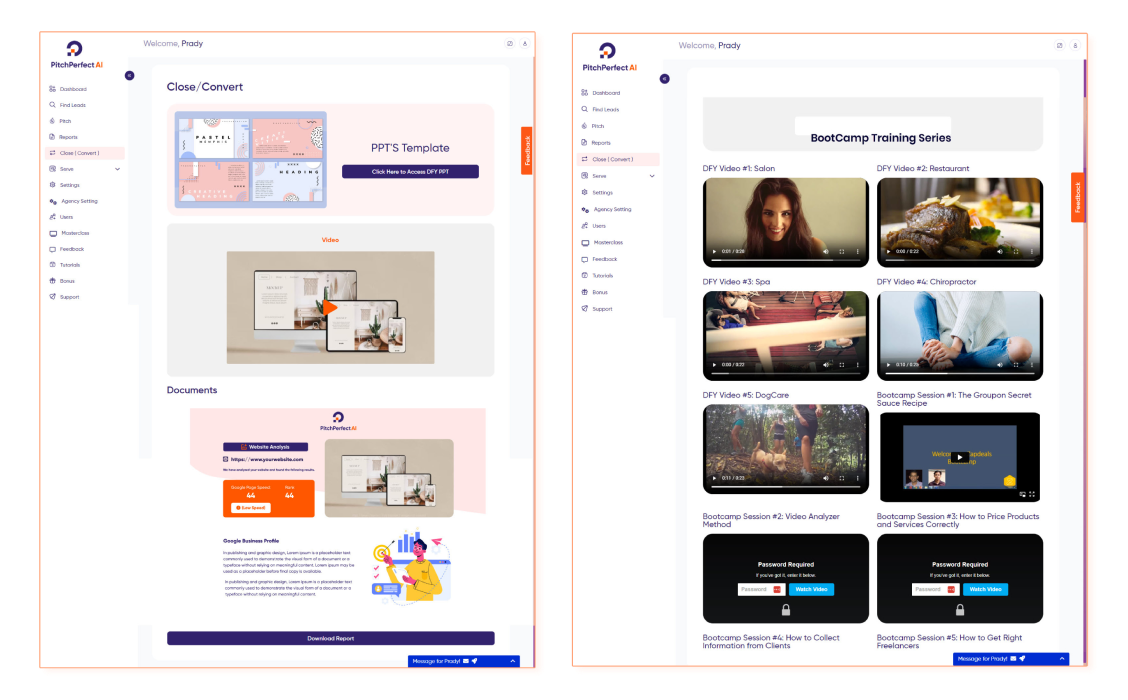 PitchPerfect AI
Welcome, Prady
Dashboard
Find Leads
Pitch
Reports
Close ( Convert )
Serve
Settings
Agency Setting
Users
Masterclass
Feedback
Tutorials
Bonus
Support
Close/Convert
PASTEL
MEMPHIS
HEADING
CREATIVE
HEADING
PPT'S Template
Click Here to Access DFY PPT
Feedback
Video
Documents
PitchPerfect AI
Website Analysis
https://www.yourwebsite.com
We have analysed your website and found the following results
Google Page Speed
Rank
44
44
(Low Speed)
Google Business Profile
In publishing and graphic design, Lorem ipsum is a placeholder text
commonly used to demonstrate the visual form of a document or a
typeface without relying on meaningful content. Lorem ipsum may be
used as a placeholder before final copy is available.
In publishing and graphic design, Lorem ipsum is a placeholder text
commonly used to demonstrate the visual form of a document or a
typeface without relying on meaningful content.
Download Report
Message for Prady!
PitchPerfect AI
Welcome, Prady
Dashboard
Find Leads
Pitch
Reports
Close ( Convert )
Serve
Settings
Agency Setting
Users
Masterclass
Feedback
Tutorials
Bonus
Support
BootCamp Training Series
DFY Video #1: Salon
DFY Video #2: Restaurant
0:01 / 0:20
0:00 / 0:22
DFY Video #3: Spa
DFY Video #4: Chiropractor
0:00 / 0:22
0:10 / 0:25
DFY Video #5: DogCare
Bootcamp Session #1: The Groupon Secret
Sauce Recipe
0:11 / 0:22
Bootcamp Session #2: Video Analyzer
Method
Bootcamp Session #3: How to Price Products
and Services Correctly
Password Required
If you've got it, enter it below.
Password
Watch Video
Password Required
If you've got it, enter it below.
Password
Watch Video
Bootcamp Session #4: How to Collect
Information from Clients
Bootcamp Session #5: How to Get Right
Freelancers
Feedback
Message for Prady!